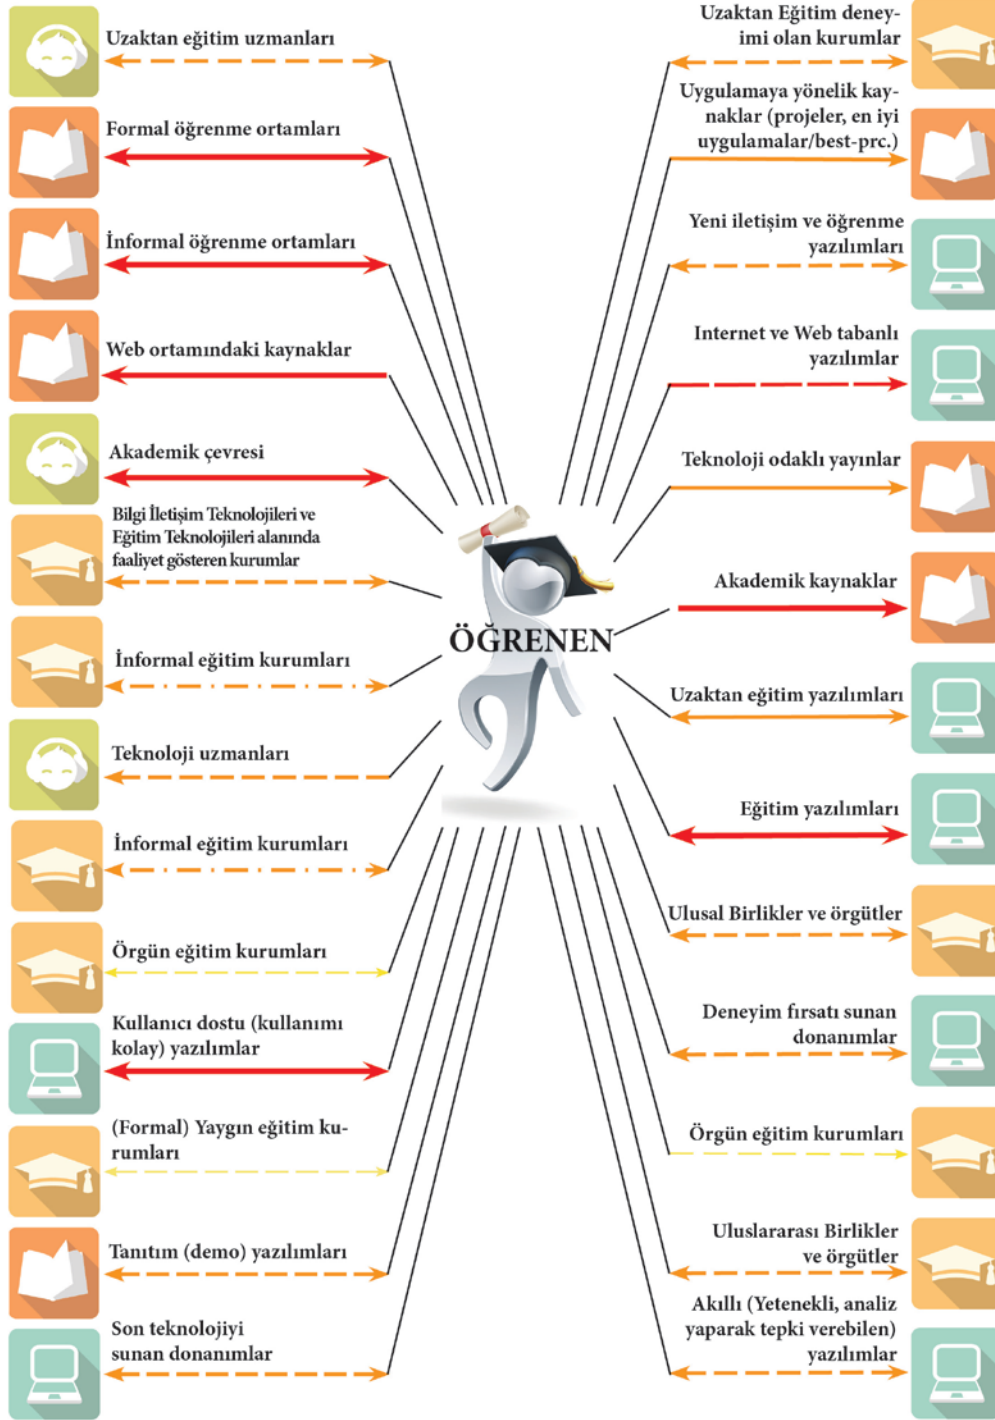 Uzaktan eğitim uzmanları
Formal öğrenme ortamları
İnformal öğrenme ortamları
Web ortamındaki kaynaklar
Akademik çevresi
Bilgi İletişim Teknolojileri ve
Eğitim Teknolojileri alanında
faaliyet gösteren kurumlar
İnformal eğitim kurumları
Teknoloji uzmanları
İnformal eğitim kurumları
Örgün eğitim kurumları
Kullanıcı dostu (kullanımı
kolay) yazılımlar
(Formal) Yaygın eğitim ku-
rumları
Tanıtım (demo) yazılımları
Son teknolojiyi
sunan donanımlar
ÖĞRENEN
Uzaktan Eğitim deney-
imi olan kurumlar
Uygulamaya yönelik kay-
naklar (projeler, en iyi
uygulamalar/best-prc.)
Yeni iletişim ve öğrenme
yazılımları
Internet ve Web tabanlı
yazılımlar
Teknoloji odaklı yayınlar
Akademik kaynaklar
Uzaktan eğitim yazılımları
Eğitim yazılımları
Ulusal Birlikler ve örgütler
Deneyim fırsatı sunan
donanımlar
Örgün eğitim kurumları
Uluslararası Birlikler
ve örgütler
Akıllı (Yetenekli, analiz
yaparak tepki verebilen)
yazılımlar